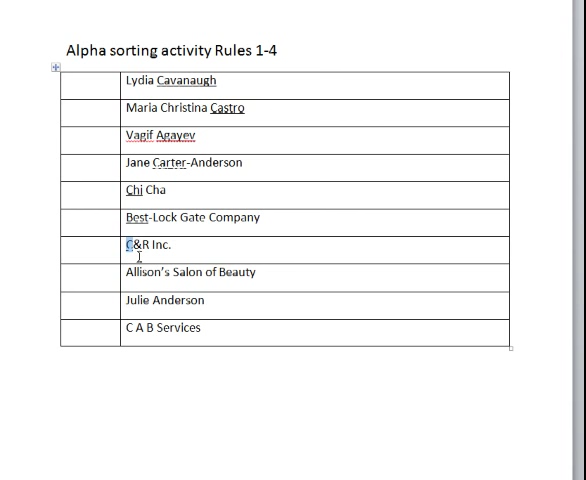 Alpha sorting activity Rules 1-4
Lydia Cavanaugh
Maria Christina Castro
Vagif Agayev
Jane Carter-Anderson
Chi Cha
Best-Lock Gate Company
C&R Inc.
Allison's Salon of Beauty
Julie Anderson
C A B Services